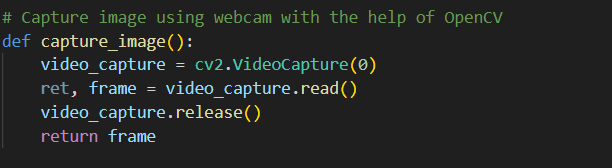 # Capture image using webcam with the help of OpenCV
def capture_image():
    video_capture = cv2.VideoCapture(0)
    ret, frame = video_capture.read()
    video_capture.release()
    return frame